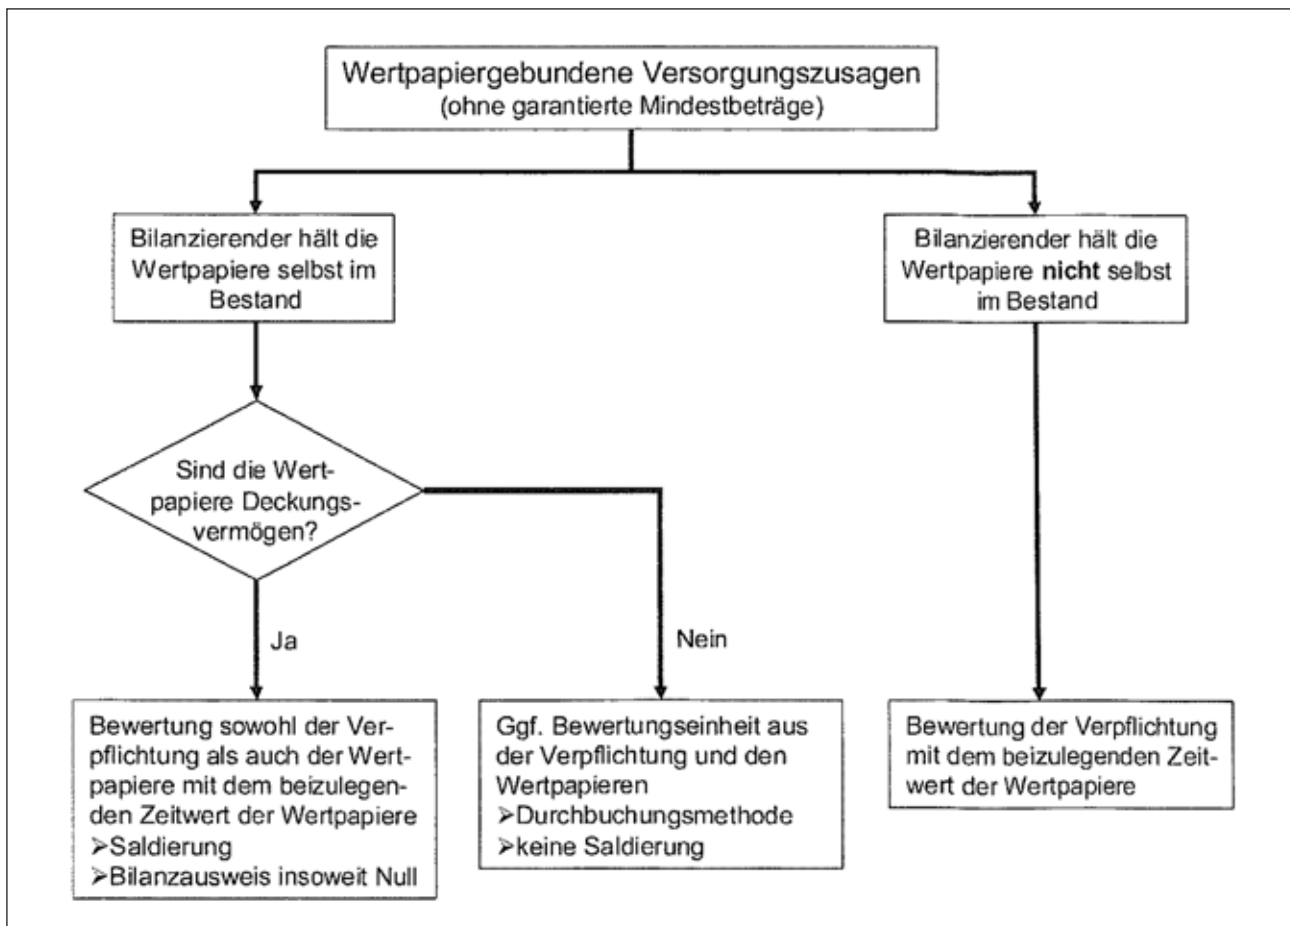 Wertpapiergebundene Versorgungszusagen
(ohne garantierte Mindestbeträge)
Bilanzierender hält die
Wertpapiere selbst im
Bestand
Bilanzierender hält die
Wertpapiere nicht selbst
im Bestand
Sind die Wert-
papiere Deckungs-
vermögen?
Ja
Nein
Bewertung sowohl der Ver-
pflichtung als auch der Wert-
papiere mit dem beizulegen-
den Zeitwert der Wertpapiere
➢Saldierung
➢Bilanzausweis insoweit Null
Ggf. Bewertungseinheit aus
der Verpflichtung und den
Wertpapieren
➢Durchbuchungsmethode
➢keine Saldierung
Bewertung der Verpflichtung
mit dem beizulegenden Zeit-
wert der Wertpapiere